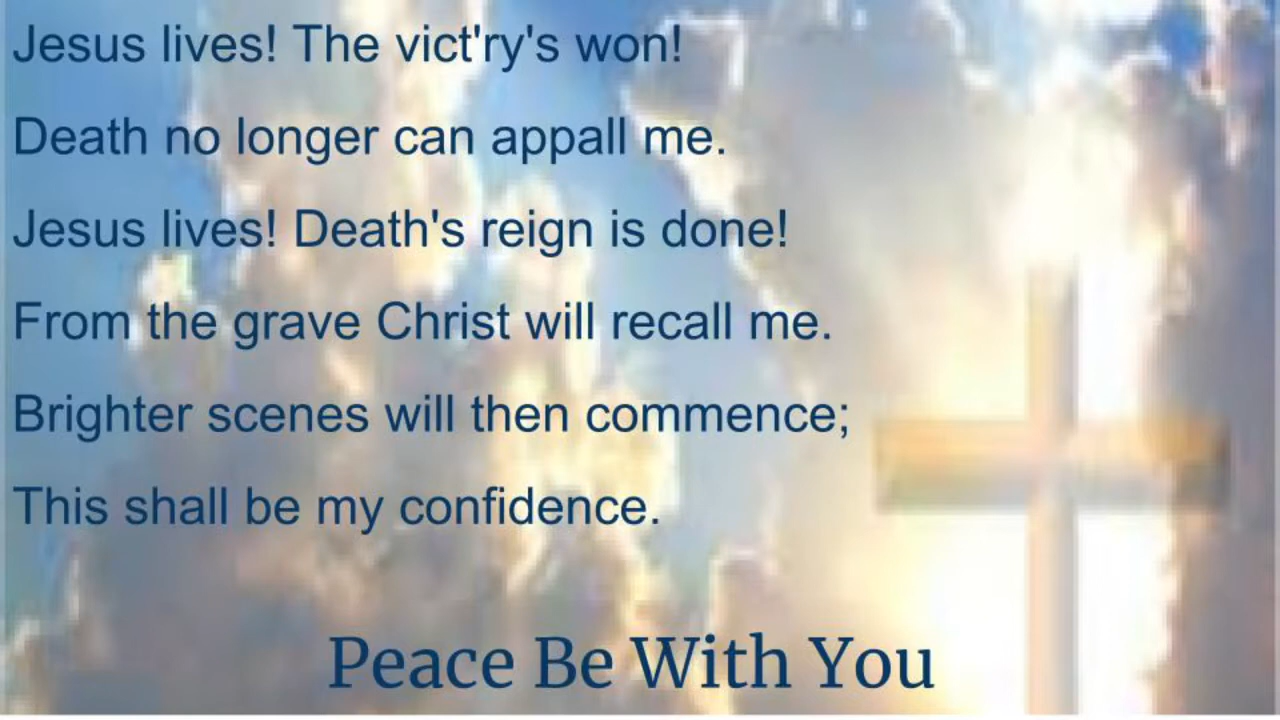 Jesus lives! The vict'ry's won!
Death no longer can appall me.
Jesus lives! Death's reign is done!
From the grave Christ will recall me.
Brighter scenes will then commence;
This shall be my confidence.
Peace Be With You